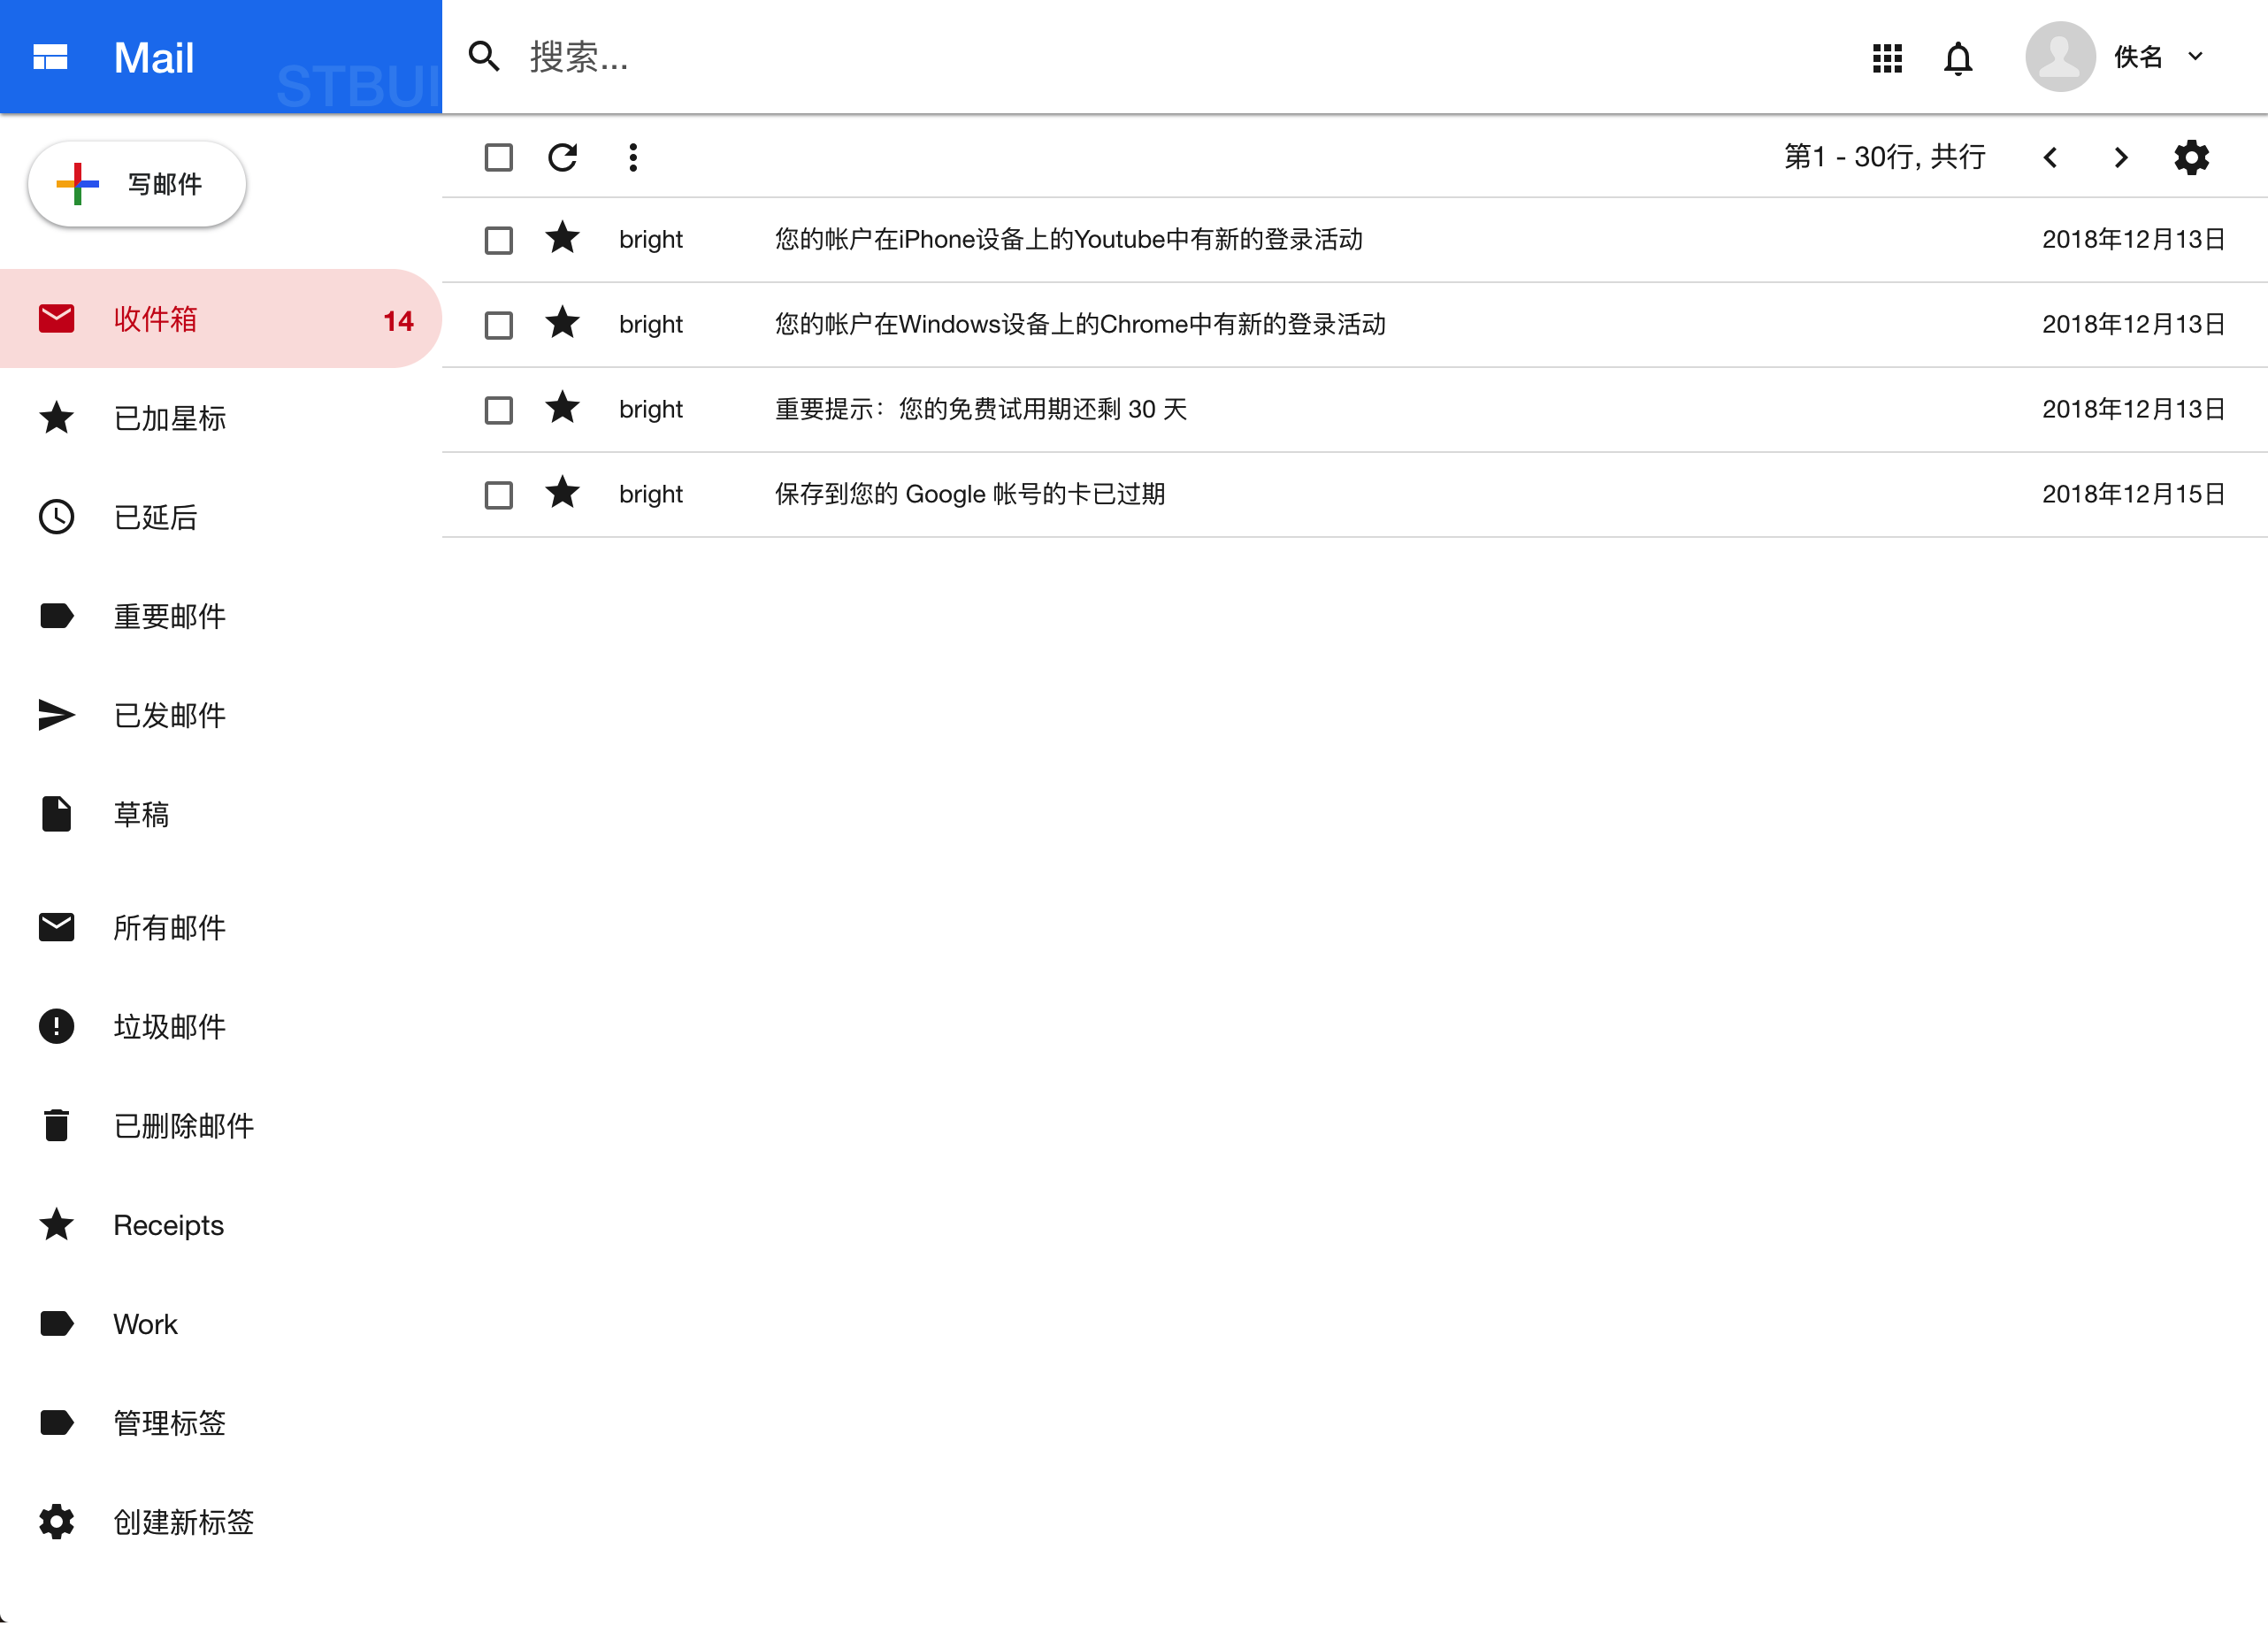 Mail
STBUI
搜索...
佚名
写邮件
第1 - 30行, 共行
收件箱 14
已加星标
已延后
重要邮件
已发邮件
草稿
所有邮件
垃圾邮件
已删除邮件
Receipts
Work
管理标签
创建新标签
bright 您的帐户在iPhone设备上的Youtube中有新的登录活动 2018年12月13日
bright 您的帐户在Windows设备上的Chrome中有新的登录活动 2018年12月13日
bright 重要提示：您的免费试用期还剩 30 天 2018年12月13日
bright 保存到您的 Google 帐号的卡已过期 2018年12月15日